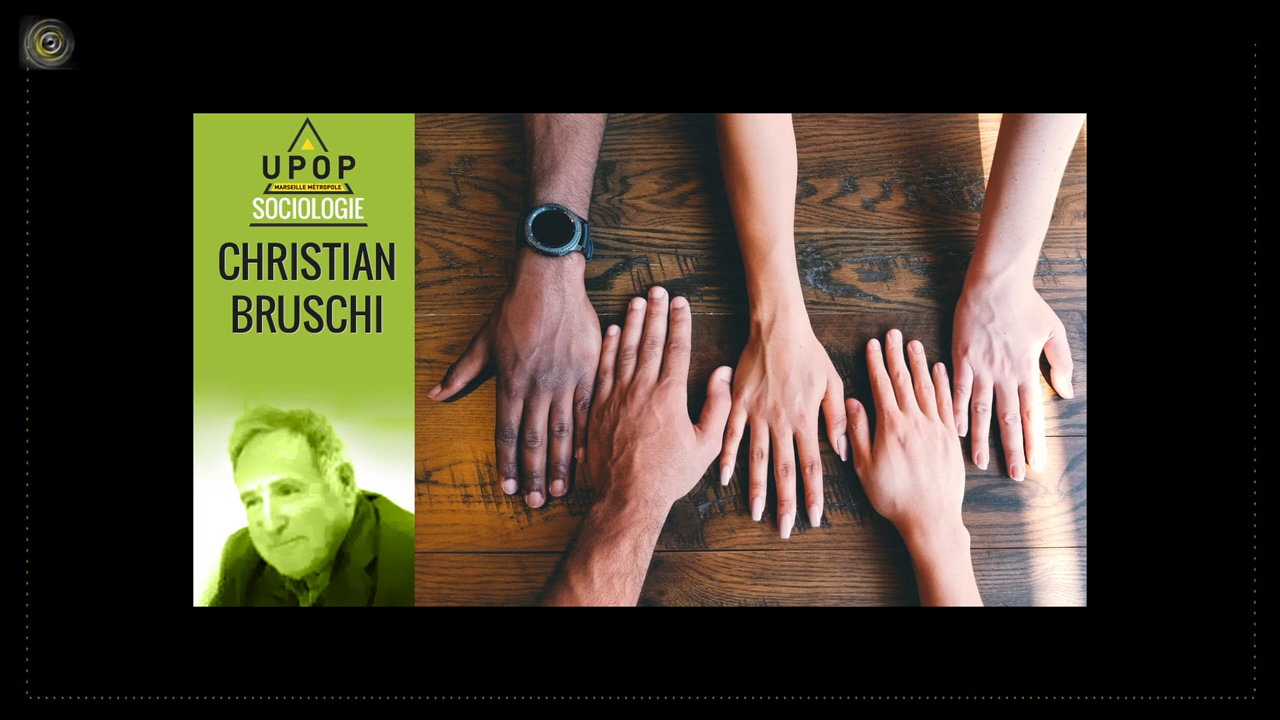 UPOP
MARSEILLE MÉTROPOLE
SOCIOLOGIE
CHRISTIAN
BRUSCHI